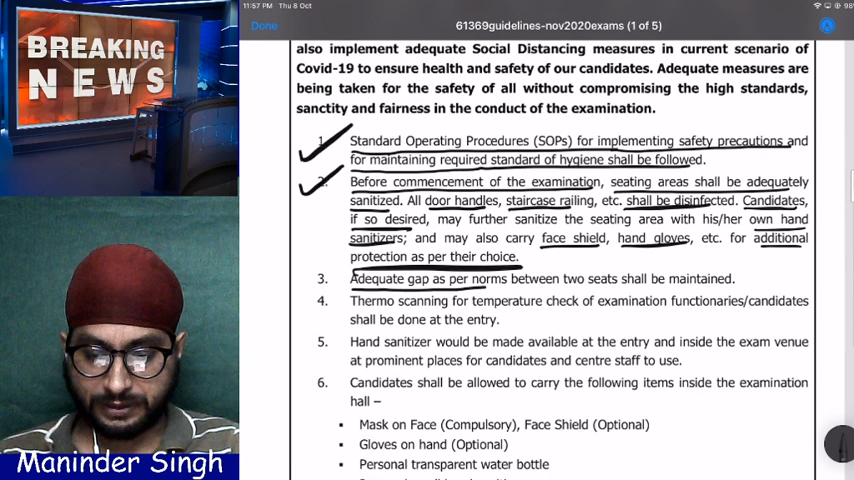 11:57 PM Thu 8 Oct
98%
Done
61369guidelines-nov2020exams (1 of 5)
BREAKING
NEWS
also implement adequate Social Distancing measures in current scenario of
Covid-19 to ensure health and safety of our candidates. Adequate measures are
being taken for the safety of all without compromising the high standards,
sanctity and fairness in the conduct of the examination.
1. Standard Operating Procedures (SOPs) for implementing safety precautions and
for maintaining required standard of hygiene shall be followed.
2. Before commencement of the examination, seating areas shall be adequately
sanitized. All door handles, staircase railing, etc. shall be disinfected. Candidates,
if so desired, may further sanitize the seating area with his/her own hand
sanitizers; and may also carry face shield, hand gloves, etc. for additional
protection as per their choice.
3. Adequate gap as per norms between two seats shall be maintained.
4. Thermo scanning for temperature check of examination functionaries/candidates
shall be done at the entry.
5. Hand sanitizer would be made available at the entry and inside the exam venue
at prominent places for candidates and centre staff to use.
6. Candidates shall be allowed to carry the following items inside the examination
hall –
▪ Mask on Face (Compulsory), Face Shield (Optional)
▪ Gloves on hand (Optional)
▪ Personal transparent water bottle
Maninder Singh